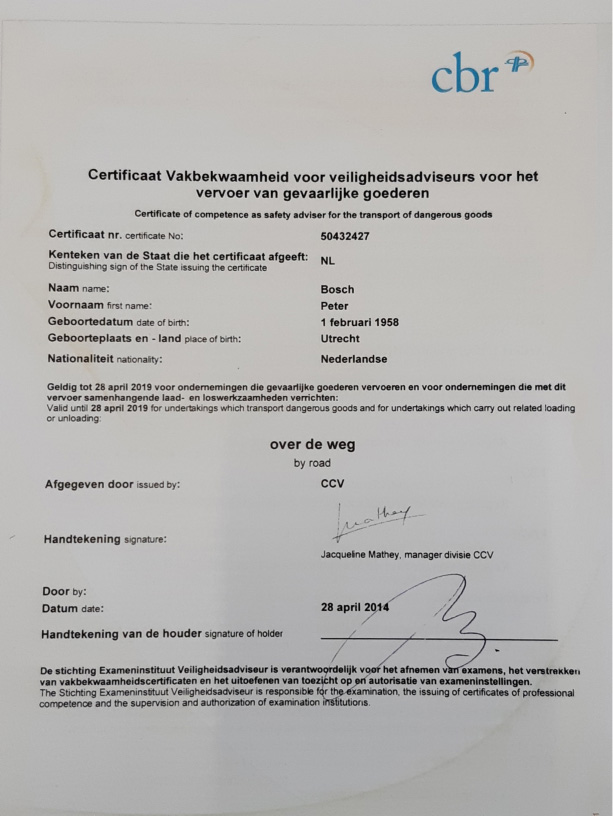 cbr
Certificaat Vakbekwaamheid voor veiligheidsadviseurs voor het
vervoer van gevaarlijke goederen
Certificate of competence as safety adviser for the transport of dangerous goods
Certificaat nr. certificate No: 50432427
Kenteken van de Staat die het certificaat afgeeft: NL
Distinguishing sign of the State issuing the certificate
Naam name: Bosch
Voornaam first name: Peter
Geboortedatum date of birth: 1 februari 1958
Geboorteplaats en - land place of birth: Utrecht
Nationaliteit nationality: Nederlandse
Geldig tot 28 april 2019 voor ondernemingen die gevaarlijke goederen vervoeren en voor ondernemingen die met dit
vervoer samenhangende laad- en loswerkzaamheden verrichten:
Valid until 28 april 2019 for undertakings which transport dangerous goods and for undertakings which carry out related loading
or unloading:
over de weg
by road
Afgegeven door issued by: CCV
Handtekening signature:
Jacqueline Mathey, manager divisie CCV
Door by:
Datum date: 28 april 2014
Handtekening van de houder signature of holder
De stichting Exameninstituut Veiligheidsadviseur is verantwoordelijk voor het afnemen van examens, het verstrekken
van vakbekwaamheidscertificaten en het uitoefenen van toezicht op en autorisatie van exameninstellingen.
The Stichting Exameninstituut Veiligheidsadviseur is responsible for the examination, the issuing of certificates of professional
competence and the supervision and authorization of examination institutions.